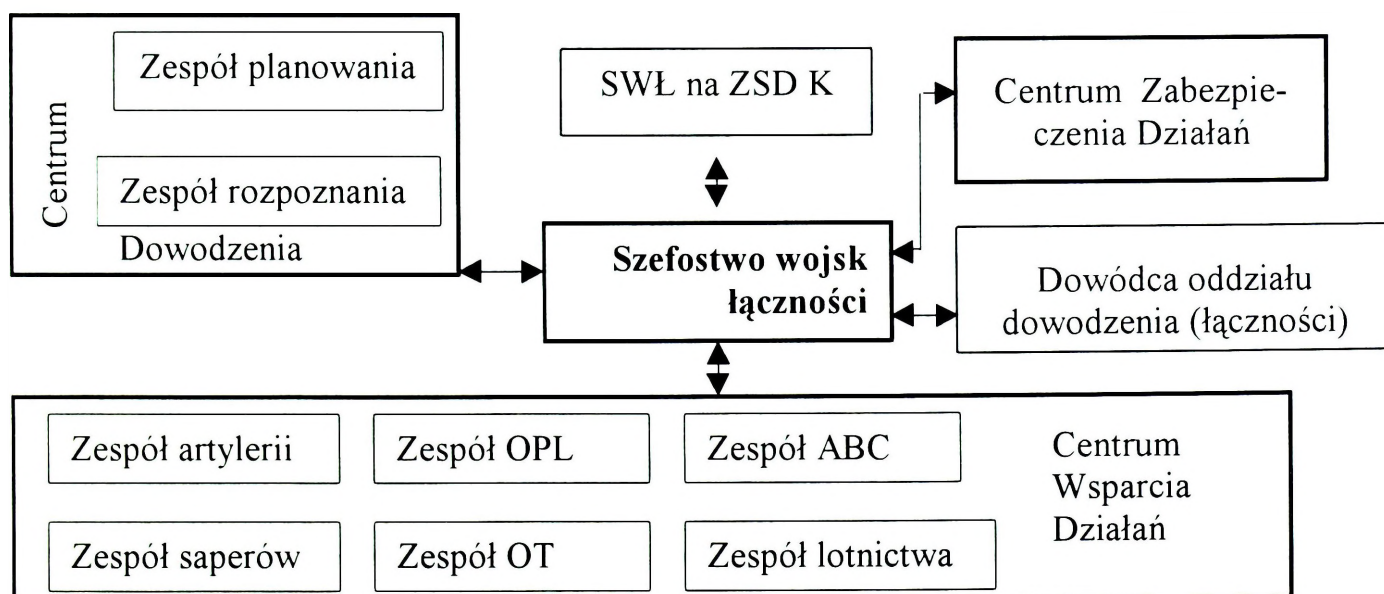 Centrum
Zespół planowania
Zespół rozpoznania
Dowodzenia
SWŁ na ZSD K
Centrum Zabezpie-
czenia Działań
Szefostwo wojsk
łączności
Dowódca oddziału
dowodzenia (łączności)
Zespół artylerii
Zespół OPL
Zespół ABC
Centrum
Wsparcia
Działań
Zespół saperów
Zespół OT
Zespół lotnictwa